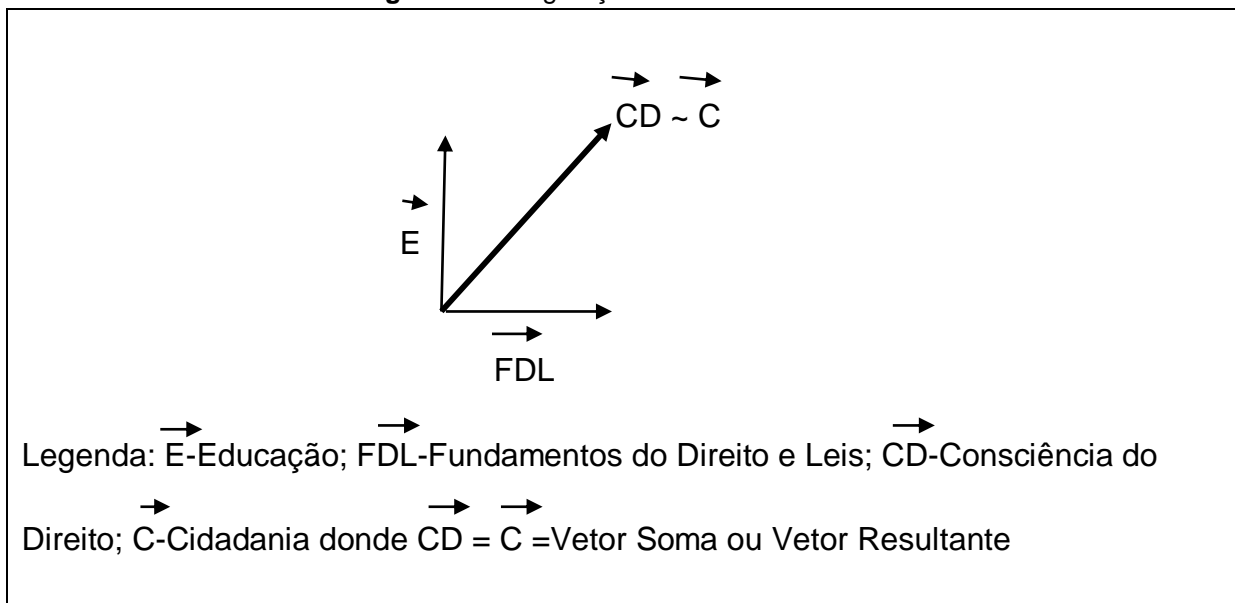 CD ~ C
E
FDL
Legenda: E-Educação; FDL-Fundamentos do Direito e Leis; CD-Consciência do
Direito; C-Cidadania donde CD = C =Vetor Soma ou Vetor Resultante